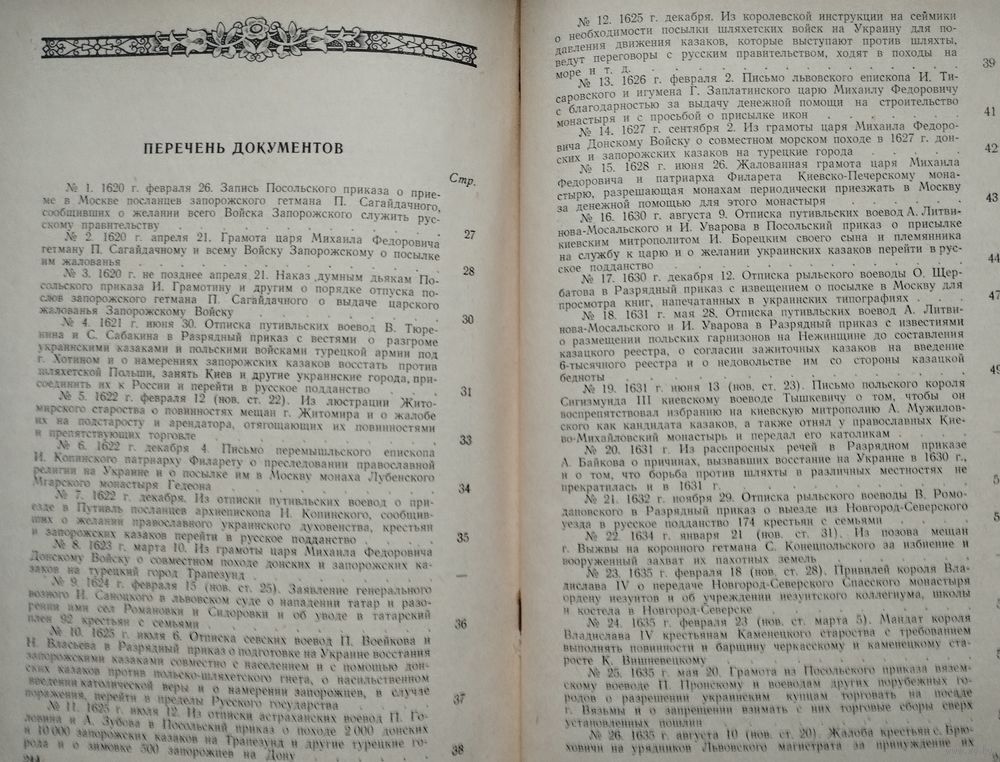 ПЕРЕЧЕНЬ ДОКУМЕНТОВ
Стр.
№ 1. 1620 г. февраля 26. Запись Посольского приказа о прие-
ме в Москве посланцев запорожского гетмана П. Сагайдачного,
сообщивших о желании всего Войска Запорожского служить рус-
скому правительству . . . . . . . . . . 27
№ 2. 1620 г. апреля 21. Грамота царя Михаила Федоровича
гетману П. Сагайдачному и всему Войску Запорожскому о посылке
им жалованья . . . . . . . . . . 28
№ 3. 1620 г. не позднее апреля 21. Наказ думным дьякам По-
сольского приказа И. Грамотину и другим о порядке отпуска по-
слов запорожского гетмана П. Сагайдачного о выдаче царского
жалованья Запорожскому Войску . . . . . . 30
№ 4. 1621 г. июня 30. Отписка путивльских воевод В. Тюре-
нина и С. Сабакина в Разрядный приказ с вестями о разгроме
украинскими казаками и польскими войсками турецкой армии под
г. Хотином и о намерениях запорожских казаков восстать против
шляхетской Польши, занять Киев и другие украинские города, при-
соединить их к России и перейти в русское подданство . . . 31
№ 5. 1622 г. февраля 12 (нов. ст. 22). Из люстрации Жито-
мирского староства о повинностях мещан г. Житомира и о жалобе
их на подстаросту и арендатора, отягощающих их повинностями
и препятствующих торговле . . . . . . . 33
№ 6. 1622 г. декабря 4. Письмо перемышльского епископа
И. Копинского патриарху Филарету о преследовании православной
религии на Украине и о посылке им в Москву монаха Лубенского
Мгарского монастыря Гедеона . . . . . . . 34
№ 7. 1622 г. декабря. Из отписки путивльских воевод о при-
езде в Путивль посланцев архиепископа И. Копинского, сообщив-
ших о желании православного украинского духовенства, крестьян
и запорожских казаков перейти в русское подданство . . . 35
№ 8. 1623 г. марта 10. Из грамоты царя Михаила Федоровича
Донскому Войску о совместном походе донских и запорожских ка-
заков на турецкий город Трапезунд . . . . . . —
№ 9. 1624 г. февраля 15 (нов. ст. 25). Заявление генерального
возного И. Саноцкого в львовском суде о нападении татар и разо-
рении ими сел Романовки и Сидоровки и об уводе в татарский
плен 92 крестьян с семьями . . . . . . . 36
№ 10. 1625 г. июля 6. Отписка севских воевод П. Воейкова и
Н. Власьева в Разрядный приказ о подготовке на Украине восстания
запорожскими казаками совместно с населением и с помощью дон-
ских казаков против польско-шляхетского гнета, о насильственном
введении католической веры и о намерении запорожцев, в случае
поражения, перейти в пределы Русского государства . . . 37
№ 11. 1625 г. июля 12. Из отписки астраханских воевод П. Го-
ловина и А. Зубова в Посольский приказ о походе 2 000 донских
и 10 000 запорожских казаков на Трапезунд и другие турецкие го-
рода и о зимовке 500 запорожцев на Дону . . . . 38
№ 12. 1625 г. декабря. Из королевской инструкции на сеймики
о необходимости посылки шляхетских войск на Украину для по-
давления движения казаков, которые выступают против шляхты,
ведут переговоры с русским правительством, ходят в походы на
море и т. д. . . . . . . . . . 39
№ 13. 1626 г. февраля 2. Письмо львовского епископа И. Ти-
саровского и игумена Г. Заплатинского царю Михаилу Федоровичу
с благодарностью за выдачу денежной помощи на строительство
монастыря и с просьбой о присылке икон . . . . . 41
№ 14. 1627 г. сентября 2. Из грамоты царя Михаила Федоро-
вича Донскому Войску о совместном морском походе в 1627 г. дон-
ских и запорожских казаков на турецкие города . . . . 42
№ 15. 1628 г. июня 26. Жалованная грамота царя Михаила
Федоровича и патриарха Филарета Киевско-Печерскому мона-
стырю, разрешающая монахам периодически приезжать в Москву
за денежной помощью для этого монастыря . . . . 43
№ 16. 1630 г. августа 9. Отписка путивльских воевод А. Литви-
нова-Мосальского и И. Уварова в Посольский приказ о присылке
киевским митрополитом И. Борецким своего сына и племянника
на службу к царю и о желании украинских казаков перейти в рус-
ское подданство . . . . . . . . . 44
№ 17. 1630 г. декабря 12. Отписка рыльского воеводы О. Щер-
батова в Разрядный приказ с извещением о посылке в Москву для
просмотра книг, напечатанных в украинских типографиях . . . 47
№ 18. 1631 г. мая 28. Отписка путивльских воевод А. Литви-
нова-Мосальского и И. Уварова в Разрядный приказ с известиями
о размещении польских гарнизонов на Нежинщине до составления
казацкого реестра, о согласии зажиточных казаков на введение
6-тысячного реестра и о недовольстве им со стороны казацкой
бедноты . . . . . . . . . . 49
№ 19. 1631 г. июня 13 (нов. ст. 23). Письмо польского короля
Сигизмунда III киевскому воеводе Тышкевичу о том, чтобы он
воспрепятствовал избранию на киевскую митрополию А. Мужилов-
ского как кандидата казаков, а также отнял у православных Кие-
во-Михайловский монастырь и передал его католикам . . .
№ 20. 1631 г. Из расспросных речей в Разрядном приказе
А. Байкова о причинах, вызвавших восстание на Украине в 1630 г.,
и о том, что борьба против шляхты в различных местностях не
прекратилась и в 1631 г. . . . . . . .
№ 21. 1632 г. ноября 29. Отписка рыльского воеводы В. Ромо-
дановского в Разрядный приказ о выезде из Новгород-Северского
уезда в русское подданство 174 крестьян с семьями . . . .
№ 22. 1634 г. января 21 (нов. ст. 31). Из позова мещан
г. Выжвы на коронного гетмана С. Конецпольского за избиение и
вооруженный захват их пахотных земель . . . . .
№ 23. 1635 г. февраля 18 (нов. ст. 28). Привилей короля Вла-
дислава IV о передаче Новгород-Северского Спасского монастыря
ордену иезуитов и об учреждении иезуитского коллегиума, школы
и костела в Новгород-Северске . . . . . . .
№ 24. 1635 г. февраля 23 (нов. ст. марта 5). Мандат короля
Владислава IV крестьянам Каменецкого староства с требованием
выполнять повинности и барщину черкасскому и каменецкому ста-
росте К. Вишневецкому . . . . . . . .
№ 25. 1635 г. мая 20. Грамота из Посольского приказа вязем-
скому воеводе П. Пронскому и воеводам других порубежных го-
родов о разрешении украинским купцам торговать на посаде
г. Вязьмы и о запрещении взимать с них торговые сборы сверх
установленных пошлин . . . . . . . .
№ 26. 1635 г. августа 10 (нов. ст. 20). Жалоба крестьян с. Брю-
ховичи на урядников Львовского магистрата за принуждение их